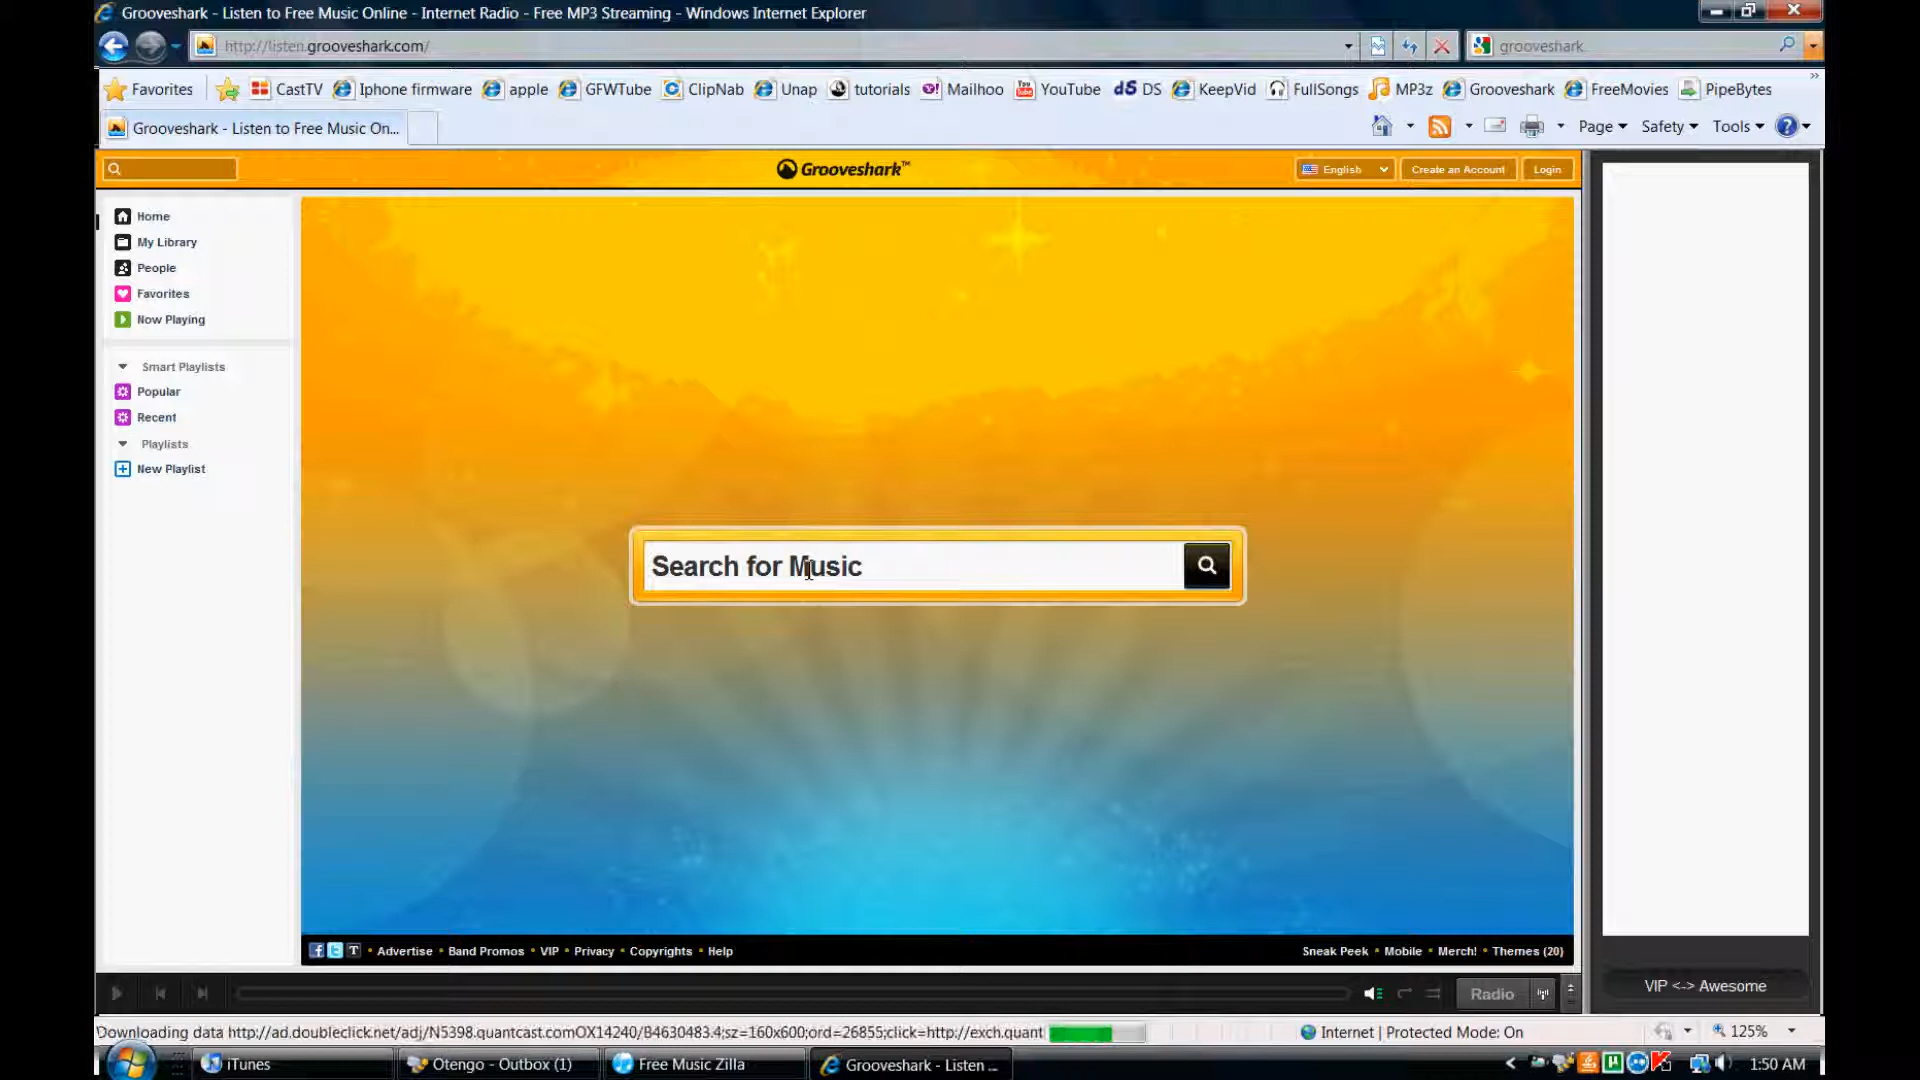 Grooveshark - Listen to Free Music Online - Internet Radio - Free MP3 Streaming - Windows Internet Explorer
http://listen.grooveshark.com/
grooveshark
Favorites CastTV Iphone firmware apple GFWTube ClipNab Unap tutorials Mailhoo YouTube DS KeepVid FullSongs MP3z Grooveshark FreeMovies PipeBytes
Grooveshark - Listen to Free Music On...
Page Safety Tools
Grooveshark™
English Create an Account Login
Home
My Library
People
Favorites
Now Playing
Smart Playlists
Popular
Recent
Playlists
New Playlist
Search for Music
Advertise • Band Promos • VIP • Privacy • Copyrights • Help
Sneak Peek • Mobile • Merch! • Themes (20)
Radio
VIP <-> Awesome
Downloading data http://ad.doubleclick.net/adj/N5398.quantcast.comOX14240/B4630483.4;sz=160x600;ord=26855;click=http://exch.quant
Internet | Protected Mode: On
125%
iTunes
Otengo - Outbox (1)
Free Music Zilla
Grooveshark - Listen ...
1:50 AM